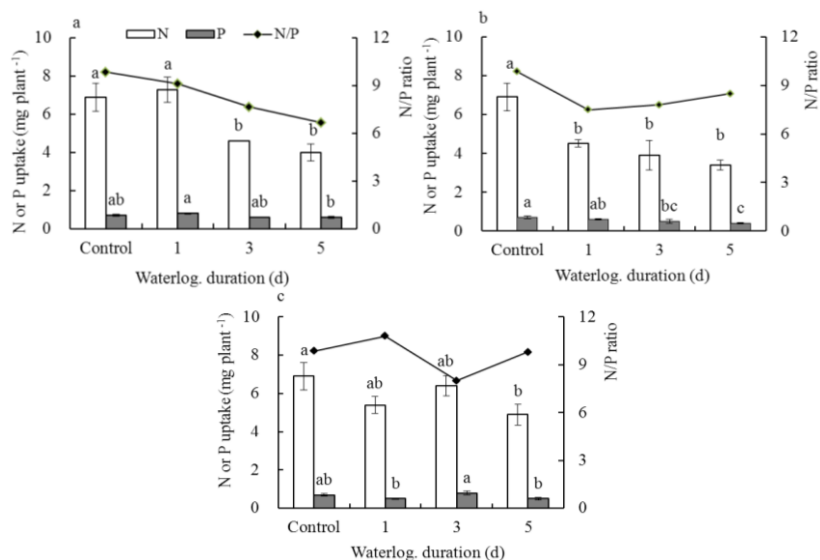 a
N P N/P
10 12
a a
8 9
6 b b 6
4
2 ab a ab b 3
0 0
Control 1 3 5
Waterlog. duration (d)
N or P uptake (mg plant -1)
N/P ratio
b
10 12
a
8 9
6 b b b 6
4
2 a ab bc c 3
0 0
Control 1 3 5
Waterlog. duration (d)
N or P uptake (mg plant -1)
N/P ratio
c
10 12
a ab
8 9
6 ab b 6
4
2 ab b a b 3
0 0
Control 1 3 5
Waterlog. duration (d)
N or P uptake (mg plant -1)
N/P ratio